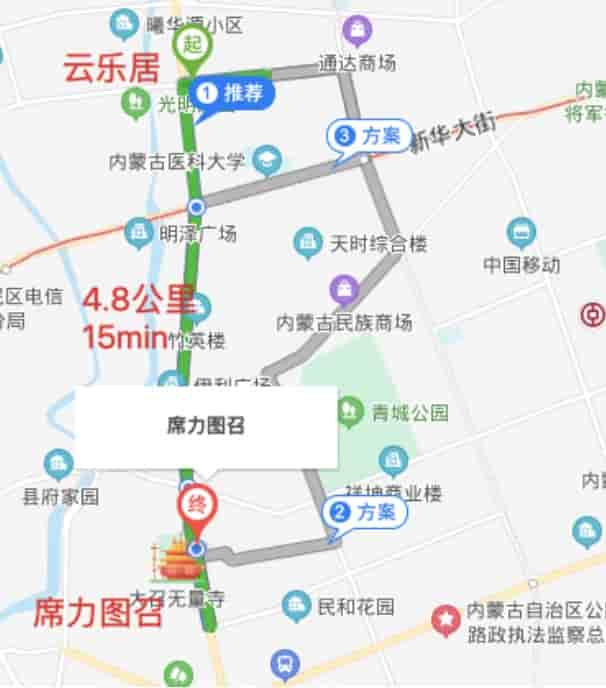 曦华源小区
起
通达商场
云乐居
1 推荐
光明
内蒙
将军
3 方案
新华大街
内蒙古医科大学
明泽广场
天时综合楼
中国移动
区电信
分局
4.8公里
内蒙古民族商场
15min
竹英楼
伊利广场
席力图召
青城公园
县府家园
祥坤商业楼
内
终
2 方案
大召无量寺
席力图召
民和花园
内蒙古自治区公
路政执法监察总